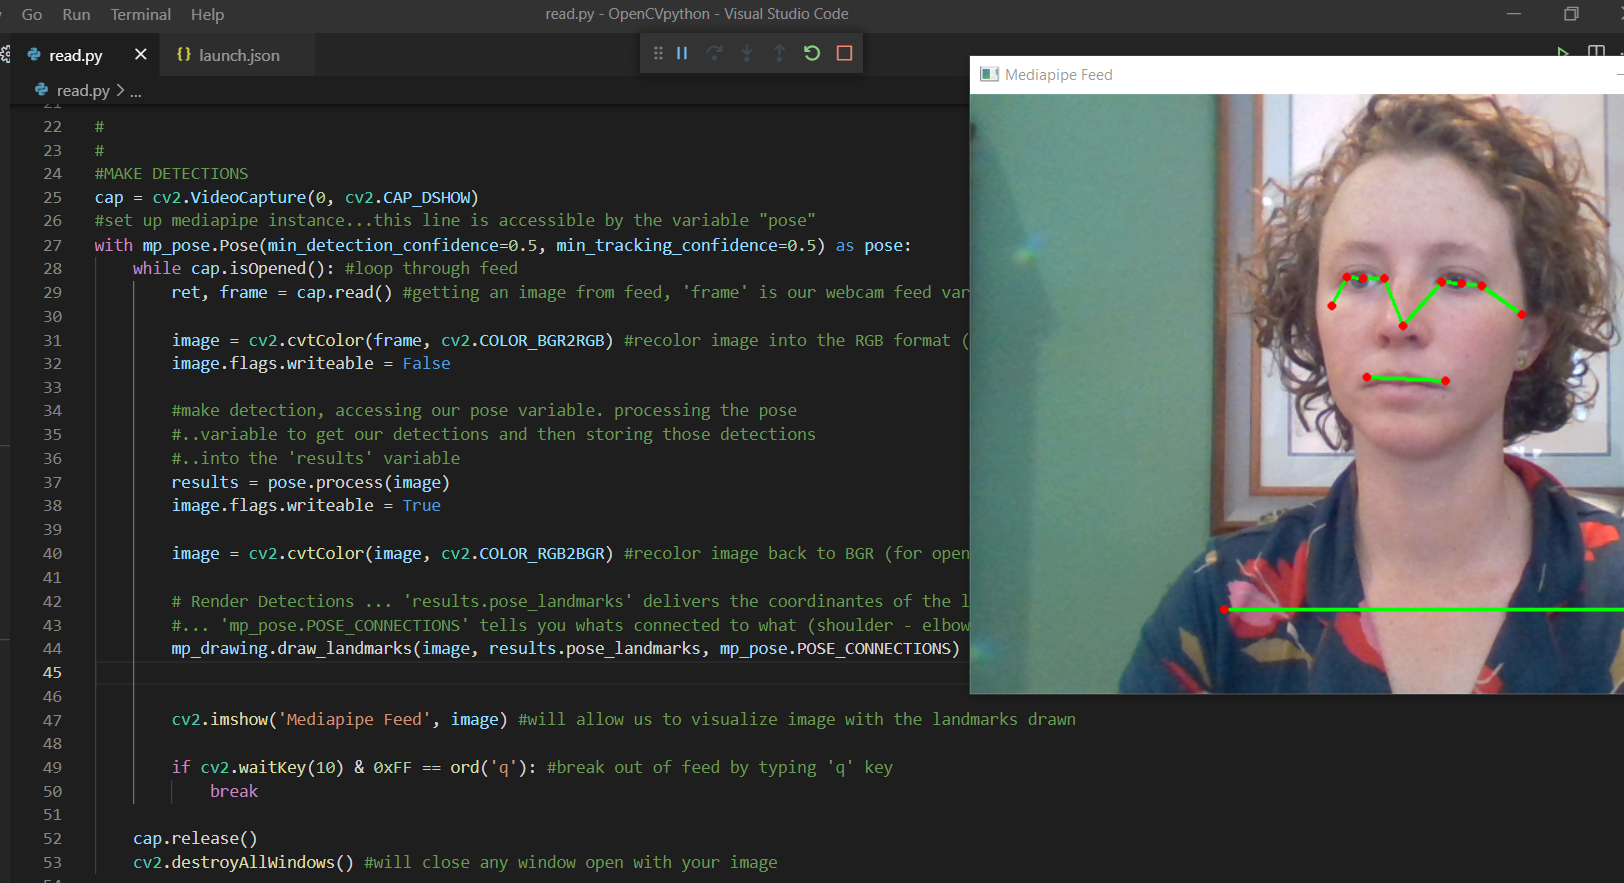 Go Run Terminal Help read.py - OpenCVpython - Visual Studio Code
read.py launch.json
read.py > ...
21
22 #
23 #
24 #MAKE DETECTIONS
25 cap = cv2.VideoCapture(0, cv2.CAP_DSHOW)
26 #set up mediapipe instance...this line is accessible by the variable "pose"
27 with mp_pose.Pose(min_detection_confidence=0.5, min_tracking_confidence=0.5) as pose:
28 while cap.isOpened(): #loop through feed
29 ret, frame = cap.read() #getting an image from feed, 'frame' is our webcam feed var
30
31 image = cv2.cvtColor(frame, cv2.COLOR_BGR2RGB) #recolor image into the RGB format (
32 image.flags.writeable = False
33
34 #make detection, accessing our pose variable. processing the pose
35 #..variable to get our detections and then storing those detections
36 #..into the 'results' variable
37 results = pose.process(image)
38 image.flags.writeable = True
39
40 image = cv2.cvtColor(image, cv2.COLOR_RGB2BGR) #recolor image back to BGR (for open
41
42 # Render Detections ... 'results.pose_landmarks' delivers the coordinantes of the l
43 #... 'mp_pose.POSE_CONNECTIONS' tells you whats connected to what (shoulder - elbow
44 mp_drawing.draw_landmarks(image, results.pose_landmarks, mp_pose.POSE_CONNECTIONS)
45
46
47 cv2.imshow('Mediapipe Feed', image) #will allow us to visualize image with the landmarks drawn
48
49 if cv2.waitKey(10) & 0xFF == ord('q'): #break out of feed by typing 'q' key
50 break
51
52 cap.release()
53 cv2.destroyAllWindows() #will close any window open with your image
Mediapipe Feed